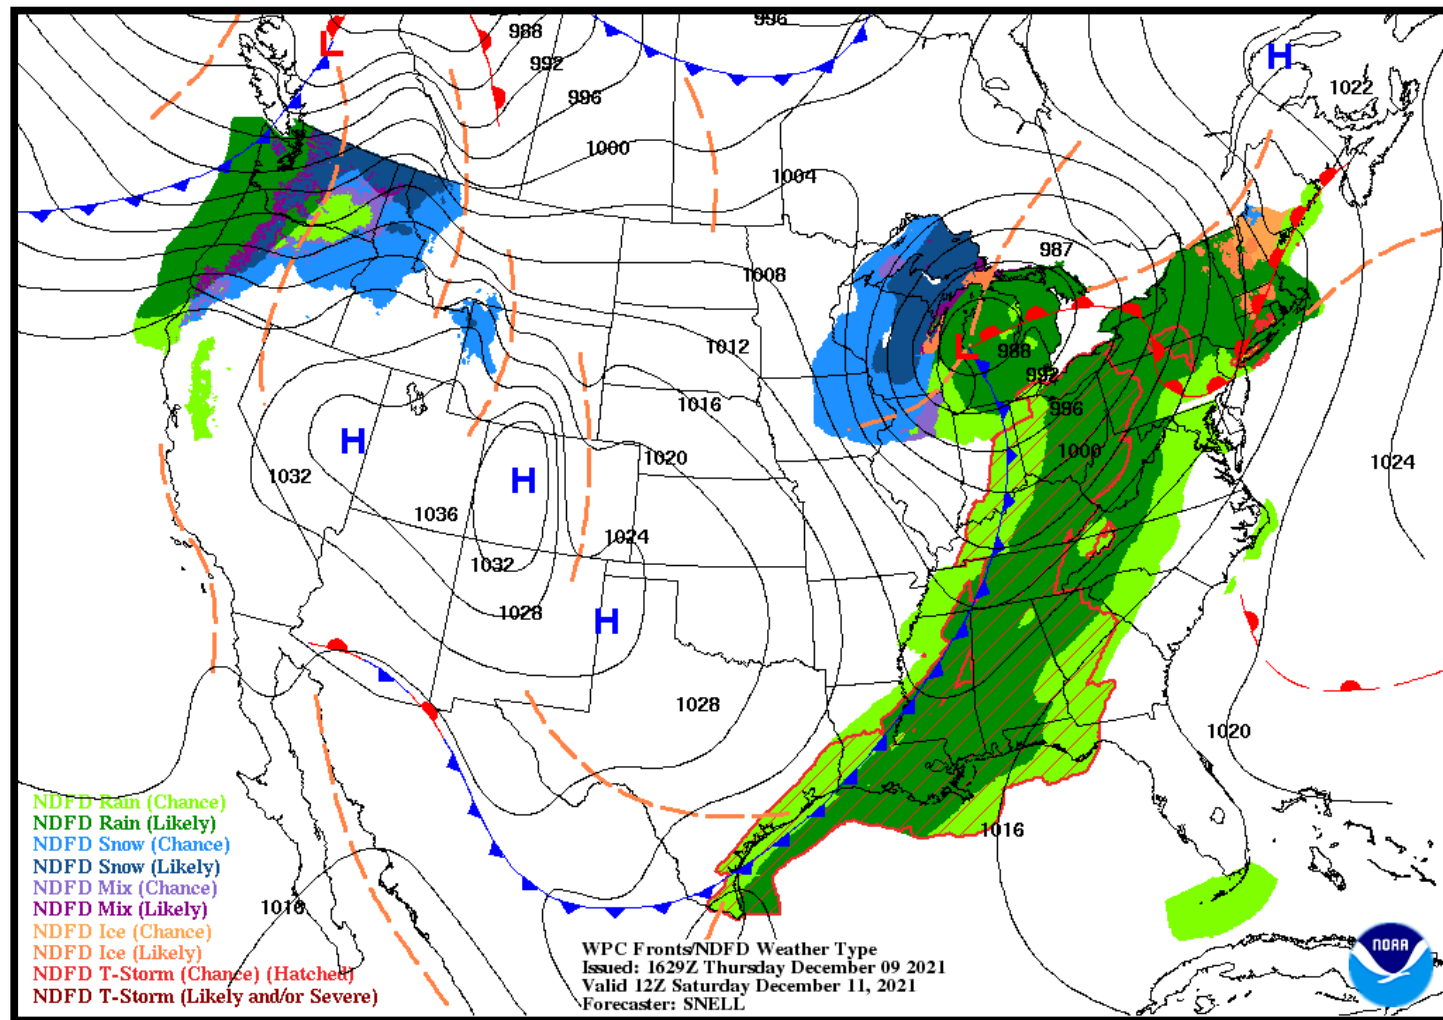 996
988
992
996
1000
1004
1008
1012
1016
1020
1024
1028
L
H
1022
987
L
988
992
996
1000
L
1024
H
H
H
1032
1036
1032
1028
1020
1016
1016
NDFD Rain (Chance)
NDFD Rain (Likely)
NDFD Snow (Chance)
NDFD Snow (Likely)
NDFD Mix (Chance)
NDFD Mix (Likely)
NDFD Ice (Chance)
NDFD Ice (Likely)
NDFD T-Storm (Chance) (Hatched)
NDFD T-Storm (Likely and/or Severe)
WPC Fronts/NDFD Weather Type
Issued: 1629Z Thursday December 09 2021
Valid 12Z Saturday December 11, 2021
Forecaster: SNELL
NOAA